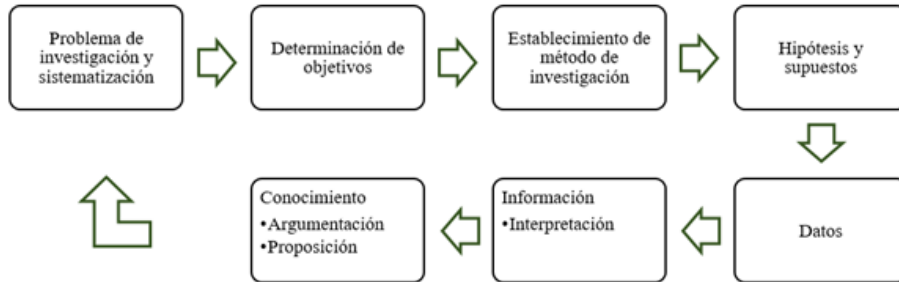 Problema de
investigación y
sistematización
Determinación de
objetivos
Establecimiento de
método de
investigación
Hipótesis y
supuestos
Datos
Información
•Interpretación
Conocimiento
•Argumentación
•Proposición